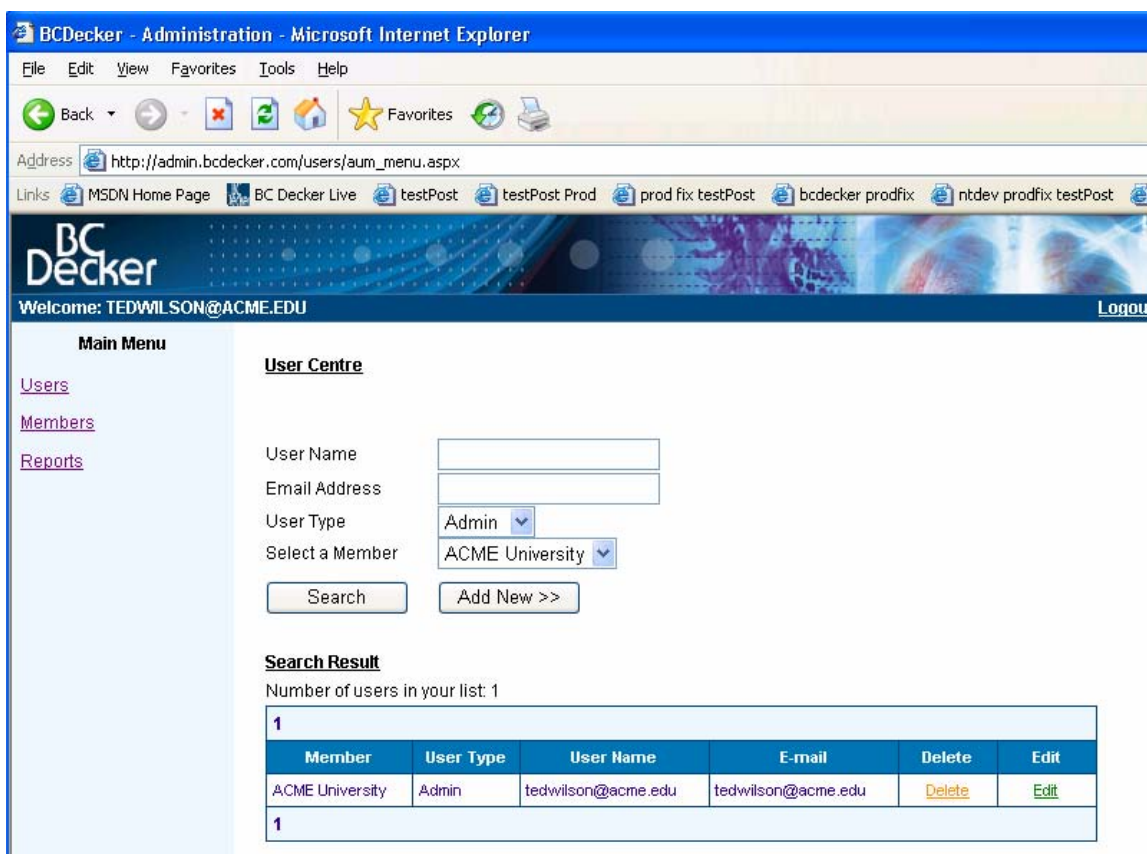 BCDecker - Administration - Microsoft Internet Explorer
File Edit View Favorites Tools Help
Back Favorites
Address http://admin.bcdecker.com/users/aum_menu.aspx
Links MSDN Home Page BC Decker Live testPost testPost Prod prod fix testPost bcdecker prodfix ntdev prodfix testPost
BC
Decker
Welcome: TEDWILSON@ACME.EDU Logou
Main Menu
Users
Members
Reports
User Centre
User Name
Email Address
User Type Admin
Select a Member ACME University
Search Add New >>
Search Result
Number of users in your list: 1
1
Member User Type User Name E-mail Delete Edit
ACME University Admin tedwilson@acme.edu tedwilson@acme.edu Delete Edit
1